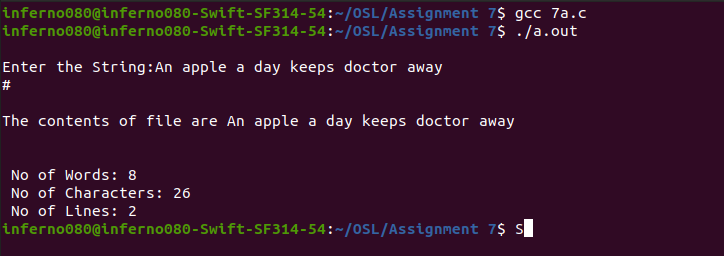 inferno080@inferno080-Swift-SF314-54:~/OSL/Assignment 7$ gcc 7a.c
inferno080@inferno080-Swift-SF314-54:~/OSL/Assignment 7$ ./a.out
Enter the String:An apple a day keeps doctor away
#
The contents of file are An apple a day keeps doctor away
No of Words: 8
No of Characters: 26
No of Lines: 2
inferno080@inferno080-Swift-SF314-54:~/OSL/Assignment 7$ S